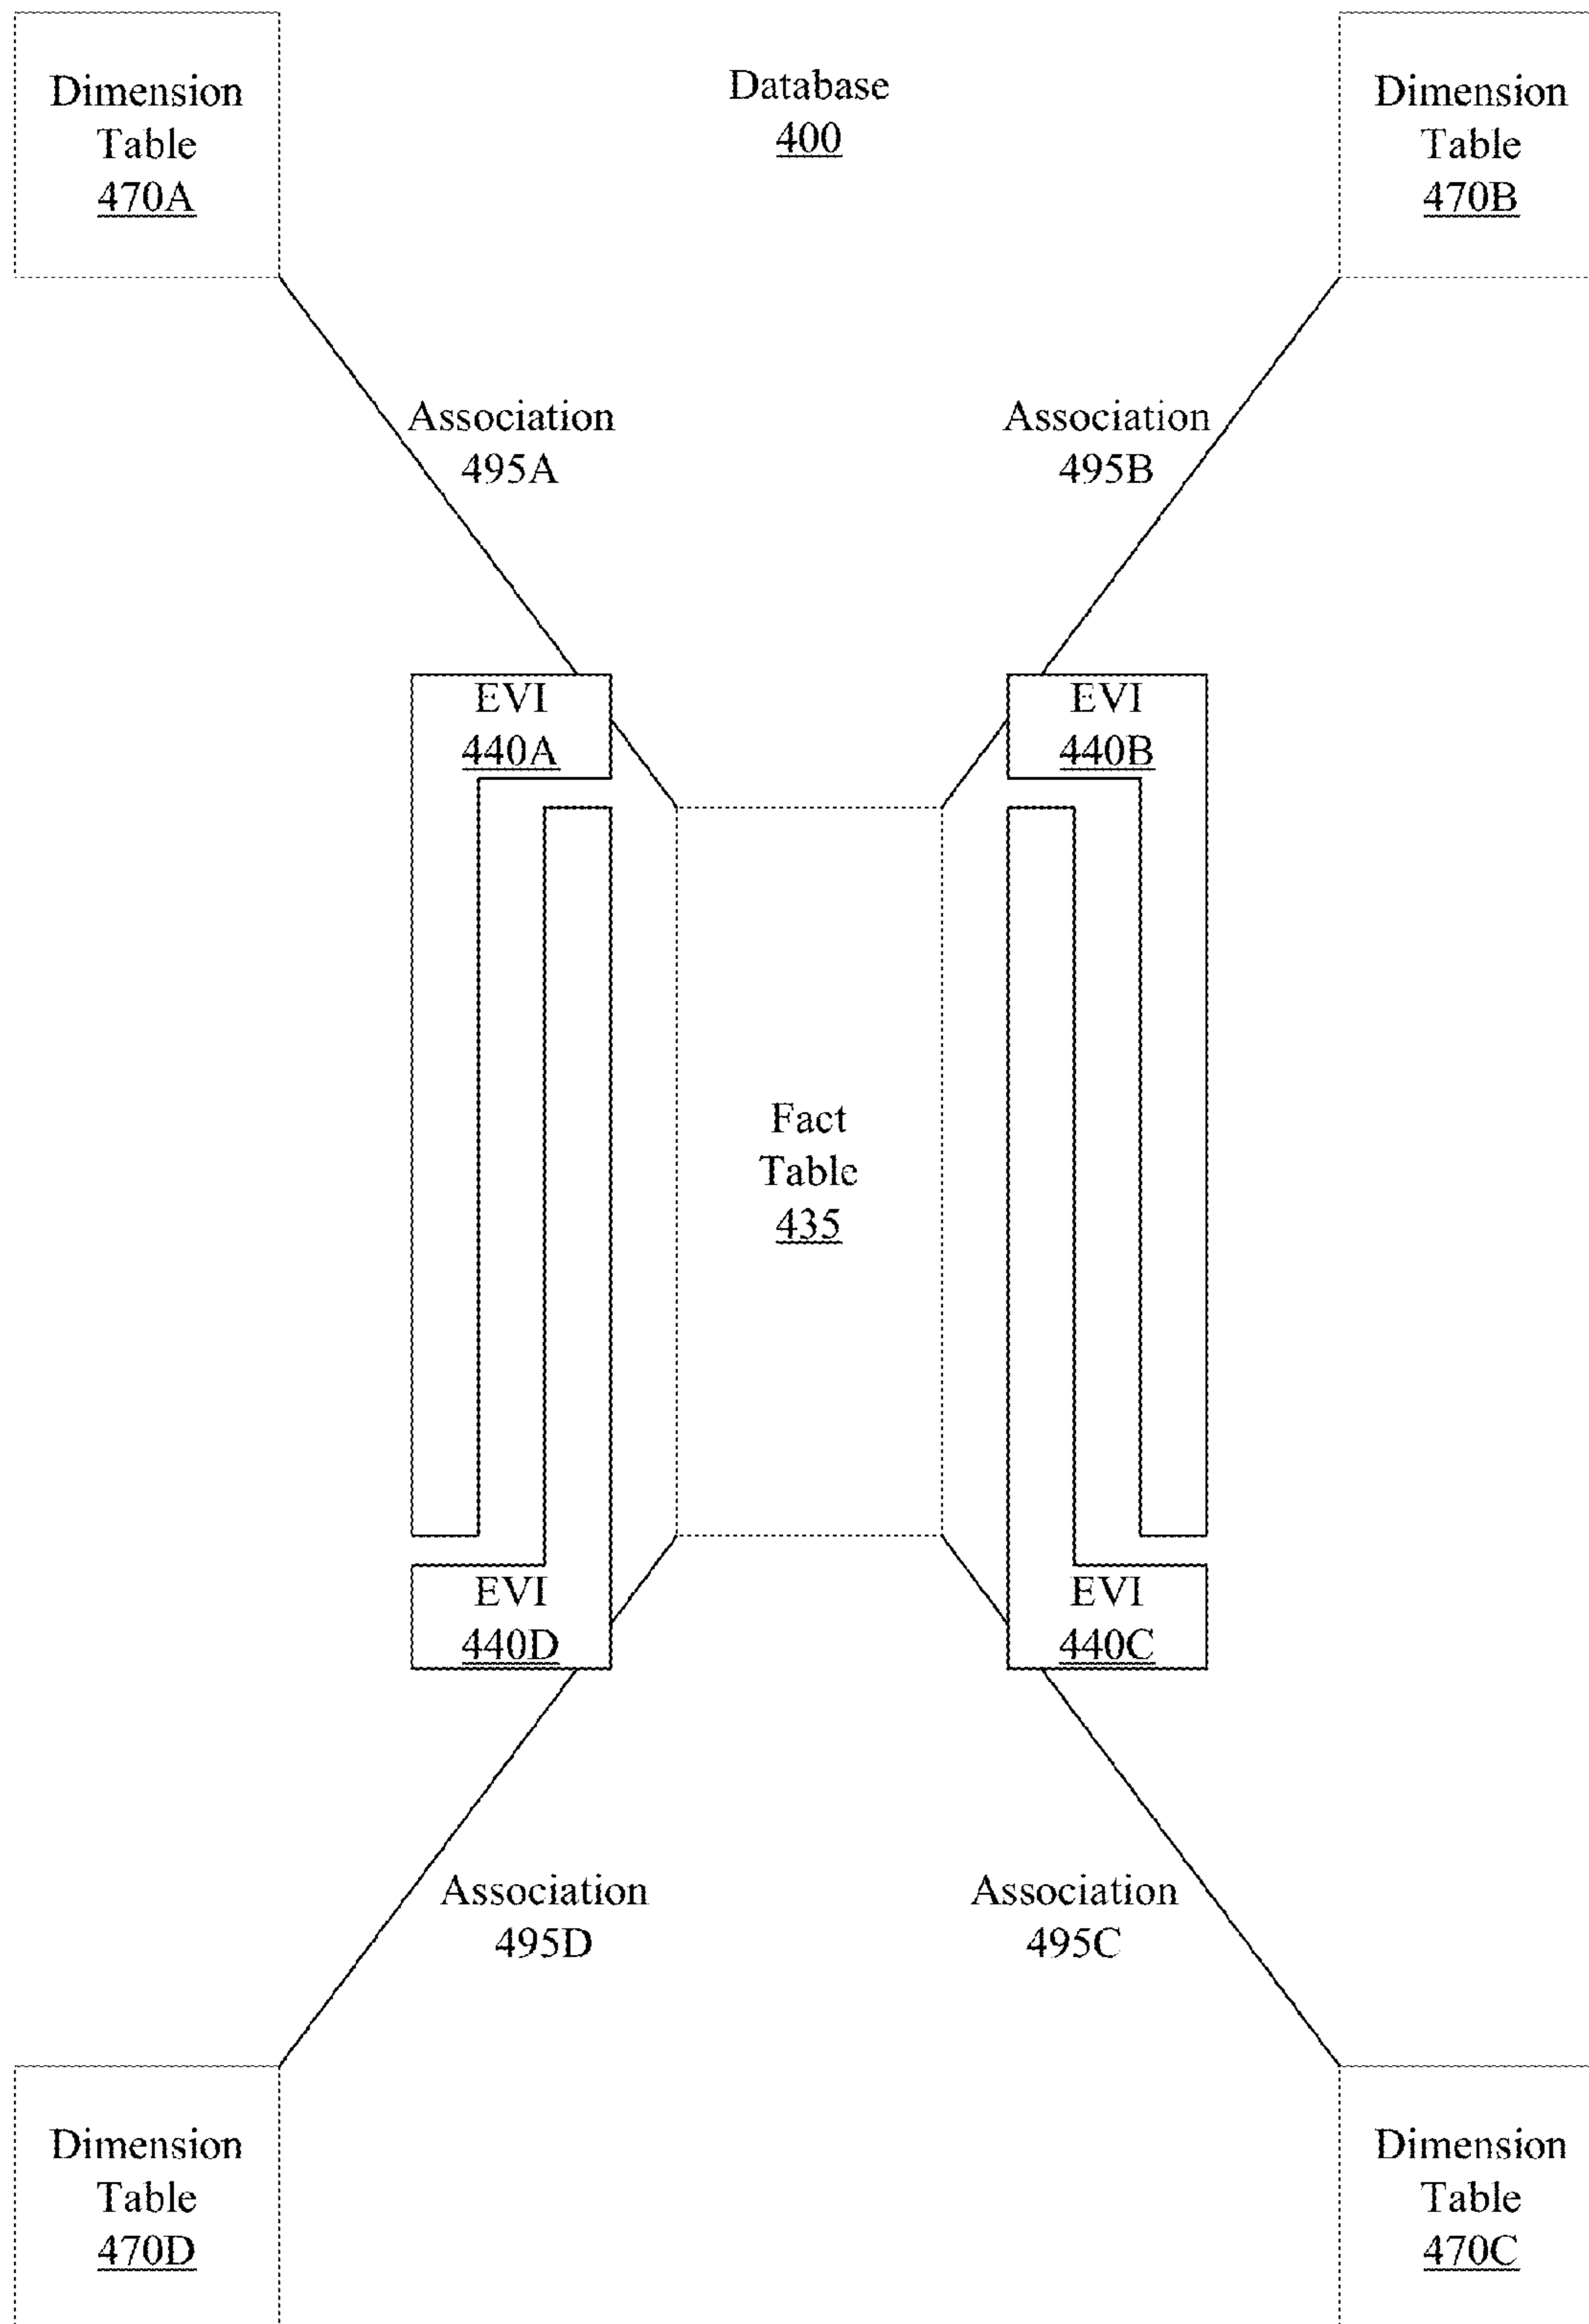 Dimension
Table
470A
Database
400
Dimension
Table
470B
Association
495A
Association
495B
EVI
440A
EVI
440B
Fact
Table
435
EVI
440D
EVI
440C
Association
495D
Association
495C
Dimension
Table
470D
Dimension
Table
470C